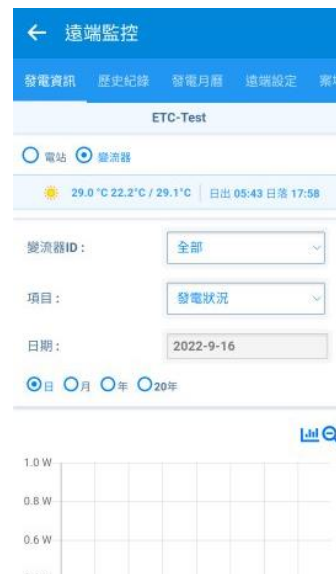 ← 遠端監控
發電資訊 歷史紀錄 發電月曆 遠端設定
ETC-Test
電站 變流器
29.0 °C 22.2°C / 29.1°C 日出 05:43 日落 17:58
變流器ID : 全部
項目 : 發電狀況
日期 : 2022-9-16
日 月 年 20年
1.0 W
0.8 W
0.6 W